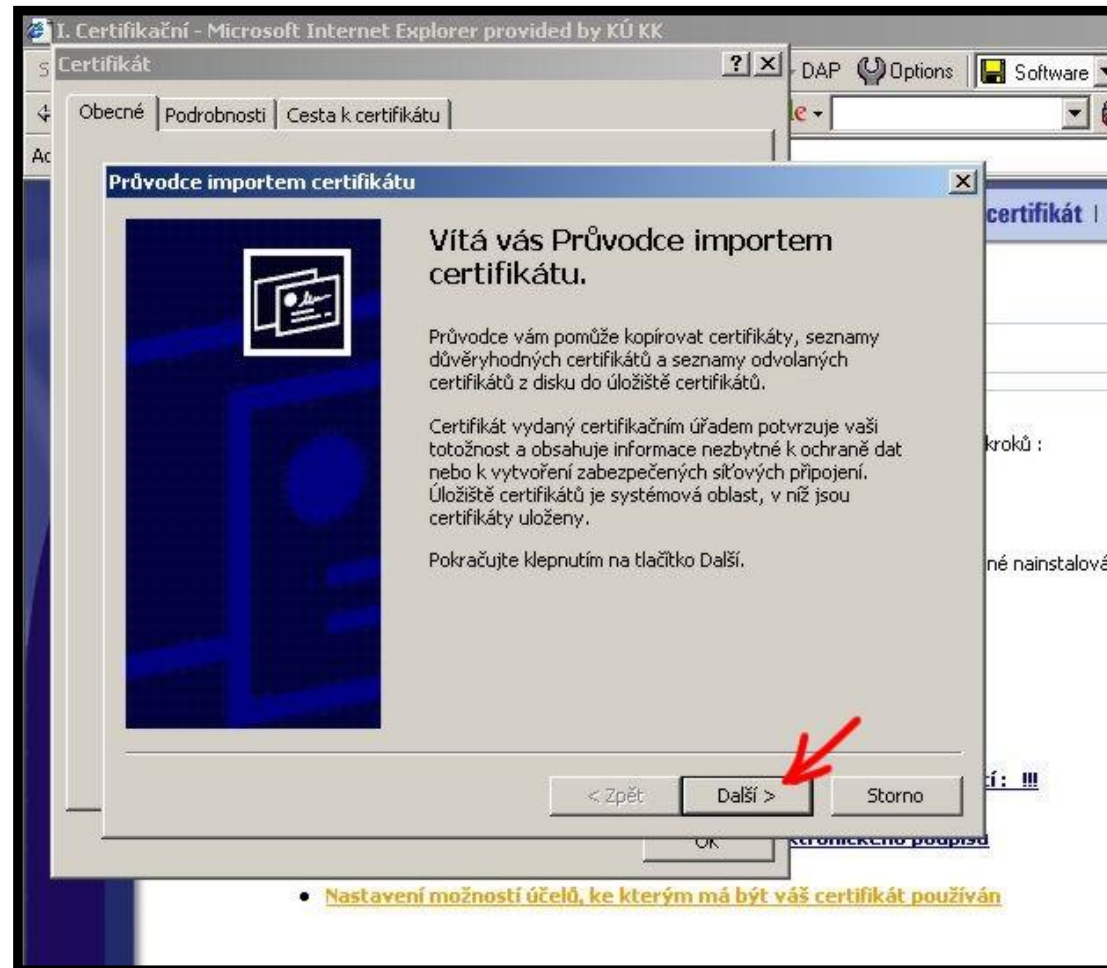 I. Certifikační - Microsoft Internet Explorer provided by KÚ KK
Certifikát
DAP Options Software
Obecné Podrobnosti Cesta k certifikátu
Průvodce importem certifikátu
certifikát |
Vítá vás Průvodce importem
certifikátu.
Průvodce vám pomůže kopírovat certifikáty, seznamy
důvěryhodných certifikátů a seznamy odvolaných
certifikátů z disku do úložiště certifikátů.
Certifikát vydaný certifikačním úřadem potvrzuje vaši
totožnost a obsahuje informace nezbytné k ochraně dat
nebo k vytvoření zabezpečených síťových připojení.
Úložiště certifikátů je systémová oblast, v níž jsou
certifikáty uloženy.
kroků :
Pokračujte klepnutím na tlačítko Další.
né nainstalová
< Zpět Další > Storno
tí : !!!
OK
• Nastavení možností účelů, ke kterým má být váš certifikát používán